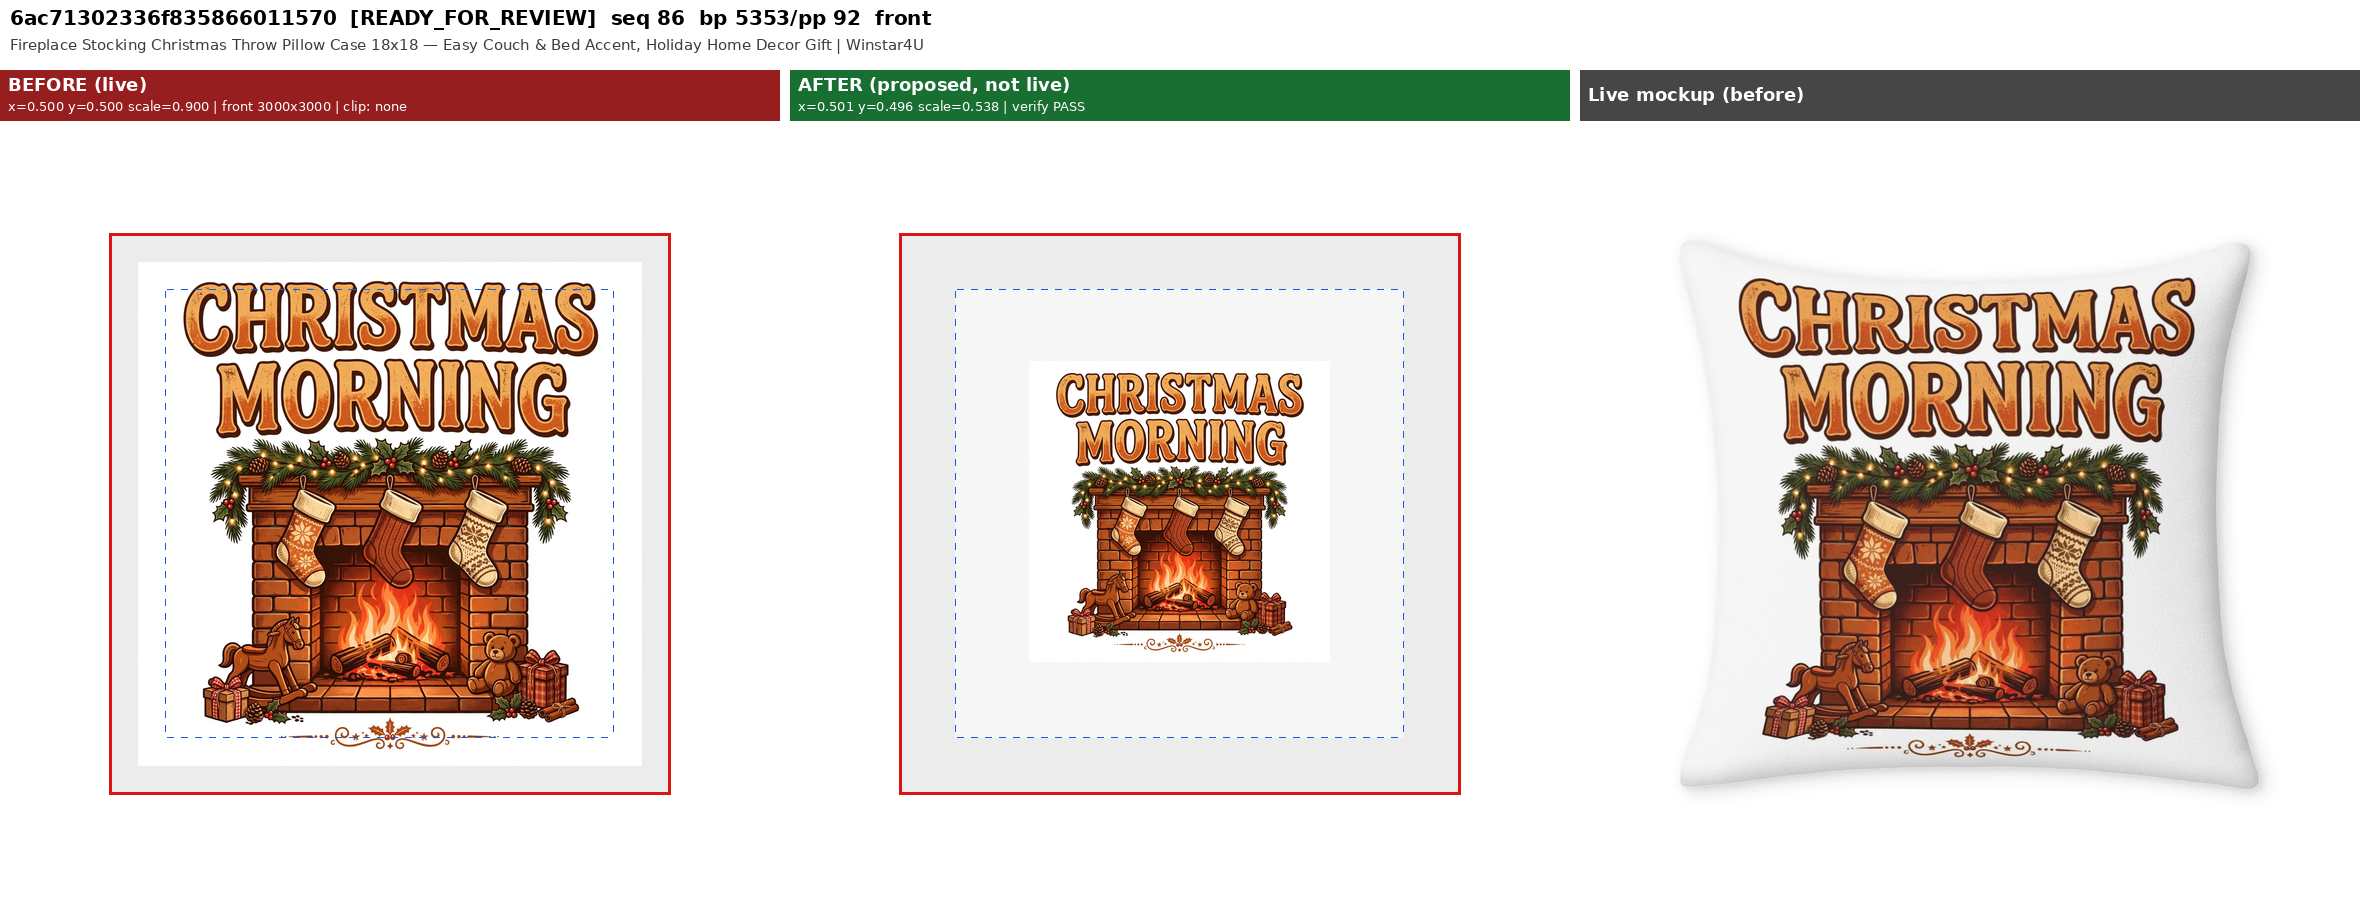 6ac71302336f835866011570  [READY_FOR_REVIEW]  seq 86  bp 5353/pp 92  front
Fireplace Stocking Christmas Throw Pillow Case 18x18 — Easy Couch & Bed Accent, Holiday Home Decor Gift | Winstar4U
BEFORE (live)
x=0.500 y=0.500 scale=0.900 | front 3000x3000 | clip: none
AFTER (proposed, not live)
x=0.501 y=0.496 scale=0.538 | verify PASS
Live mockup (before)
CHRISTMAS
MORNING
CHRISTMAS
MORNING
CHRISTMAS
MORNING